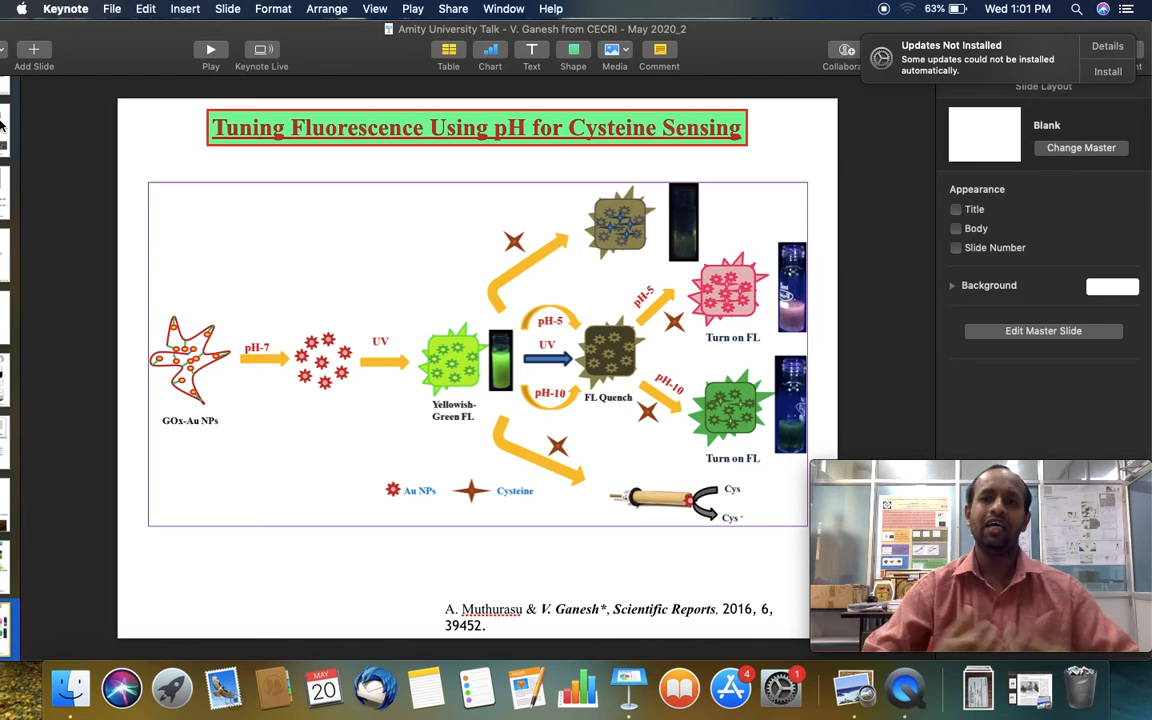 Keynote File Edit Insert Slide Format Arrange View Play Share Window Help 63% Wed 1:01 PM
Amity University Talk - V. Ganesh from CECRI - May 2020_2
Add Slide Play Keynote Live Table Chart Text Shape Media Comment
Updates Not Installed
Some updates could not be installed
automatically.
Details
Install
Slide Layout
Blank
Change Master
Appearance
Title
Body
Slide Number
Background
Edit Master Slide
Tuning Fluorescence Using pH for Cysteine Sensing
GOx-Au NPs
pH-7
UV
Yellowish-
Green FL
pH-5
UV
pH-10
FL Quench
pH-5
Turn on FL
pH-10
Turn on FL
Au NPs
Cysteine
Cys
Cys
A. Muthurasu & V. Ganesh*, Scientific Reports, 2016, 6,
39452.
MAY
20
4
1